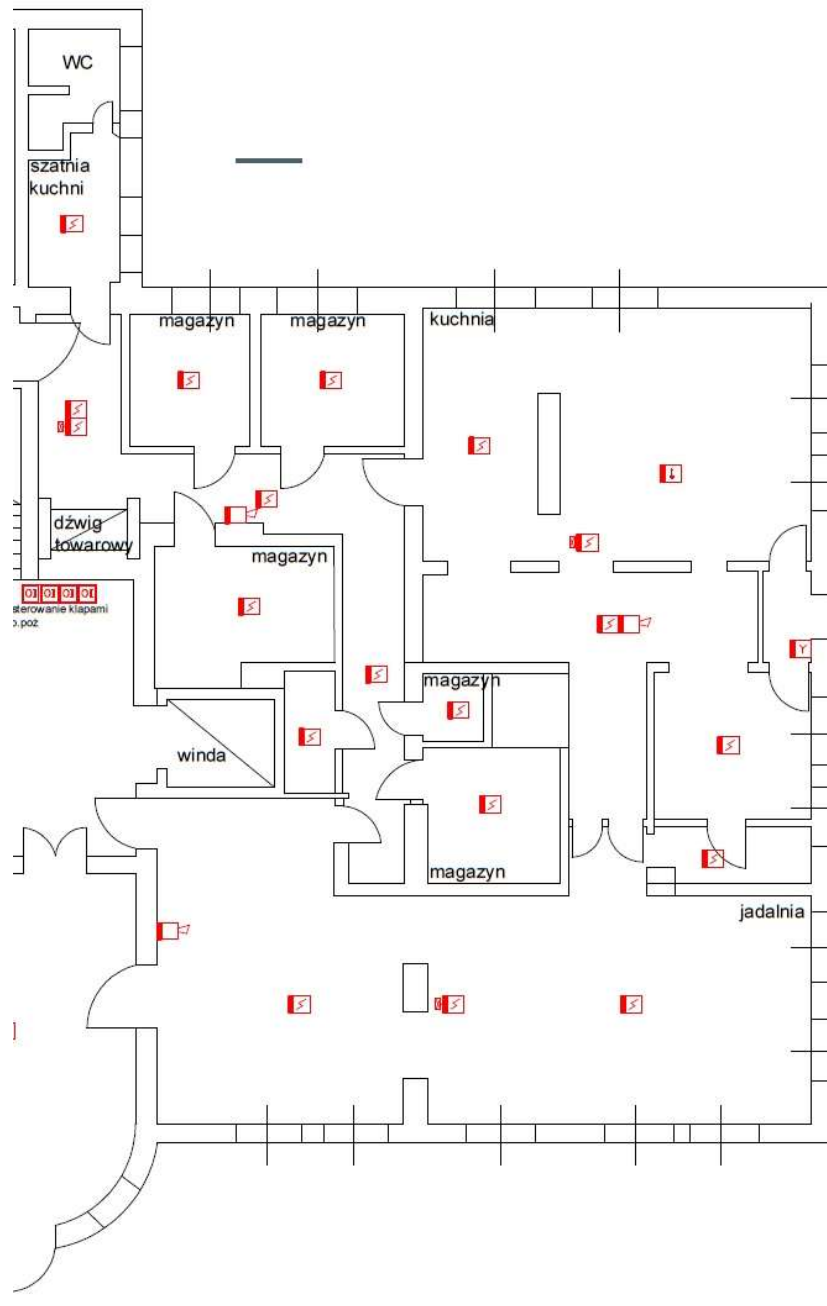 WC
szatnia
kuchni
magazyn
magazyn
kuchnia
dźwig
towarowy
magazyn
sterowanie klapami
p.poż
magazyn
winda
magazyn
jadalnia